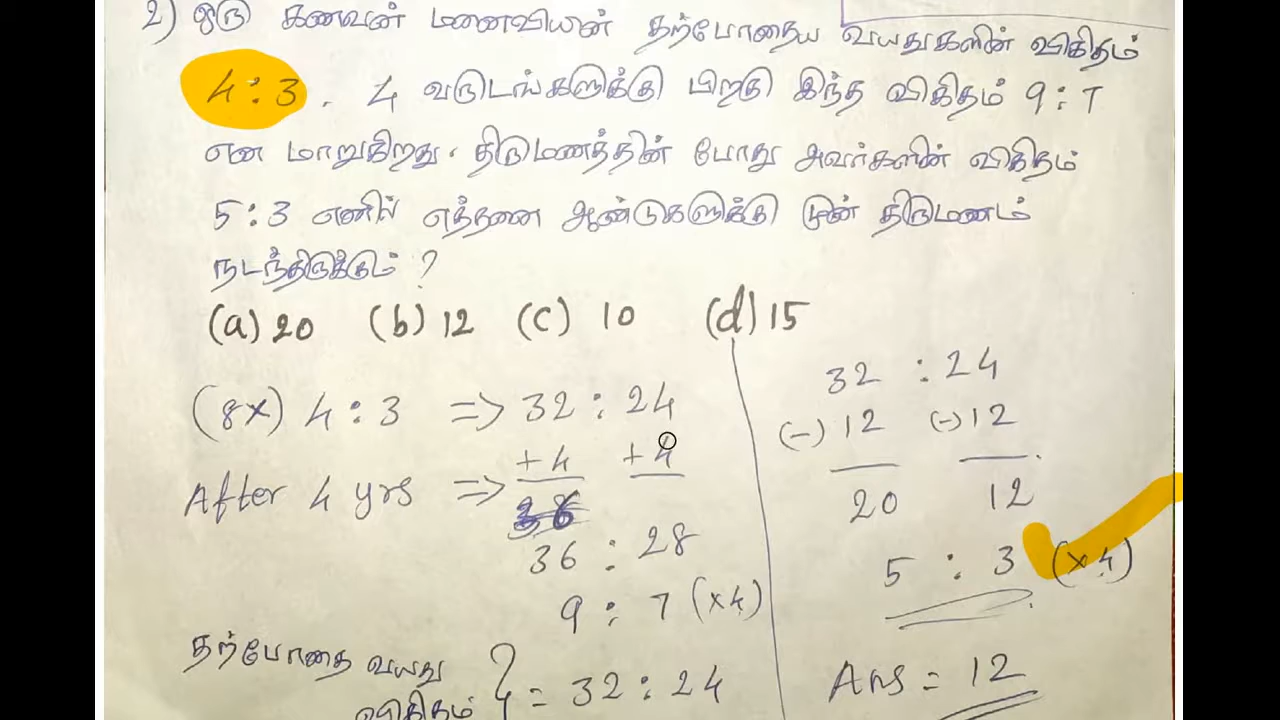 2) ஒரு கணவன் மனைவியின் தற்போதைய வயதுகளின் விகிதம்
4:3. 4 வருடங்களுக்கு பிறகு இந்த விகிதம் 9:7
என மாறுகிறது. திருமணத்தின் போது அவர்களின் விகிதம்
5:3 எனில் எத்தனை ஆண்டுகளுக்கு முன் திருமணம்
நடந்திருக்கும் ?
(a) 20 (b) 12 (c) 10 (d) 15
(8x) 4 : 3 => 32 : 24
+4 +4
After 4 yrs =>
36 : 28
9 : 7 (x4)
தற்போதை வயது
விகிதம் } = 32 : 24
32 : 24
(-) 12 (-) 12
20 12
5 : 3 (x4)
Ans = 12